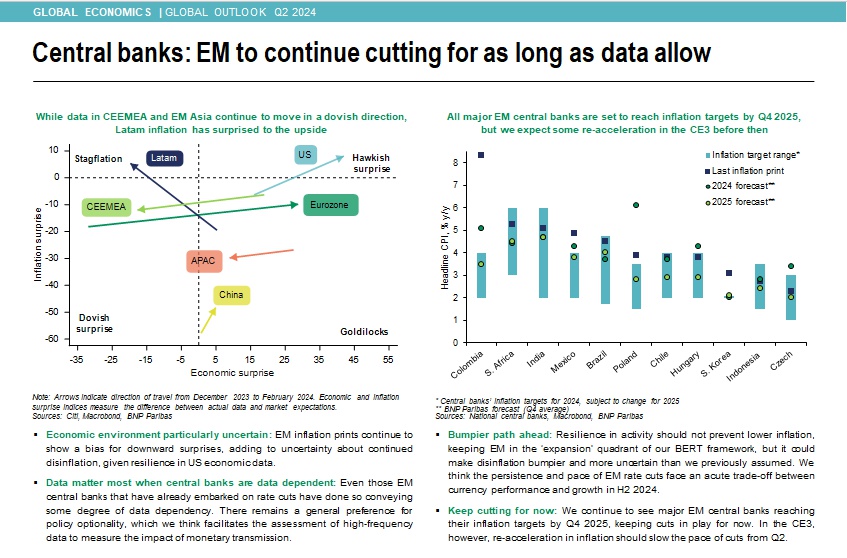 GLOBAL ECONOMICS | GLOBAL OUTLOOK Q2 2024
Central banks: EM to continue cutting for as long as data allow
While data in CEEMEA and EM Asia continue to move in a dovish direction,
Latam inflation has surprised to the upside
10
0
-10
-20
-30
-40
-50
-60
Inflation surprise
Stagflation
Latam
US
Hawkish
surprise
CEEMEA
Eurozone
APAC
China
Dovish
surprise
Goldilocks
-35 -25 -15 -5 5 15 25 35 45 55
Economic surprise
Note: Arrows indicate direction of travel from December 2023 to February 2024. Economic and inflation
surprise indices measure the difference between actual data and market expectations.
Sources: Citi, Macrobond, BNP Paribas
▪ Economic environment particularly uncertain: EM inflation prints continue to
show a bias for downward surprises, adding to uncertainty about continued
disinflation, given resilience in US economic data.
▪ Data matter most when central banks are data dependent: Even those EM
central banks that have already embarked on rate cuts have done so conveying
some degree of data dependency. There remains a general preference for
policy optionality, which we think facilitates the assessment of high-frequency
data to measure the impact of monetary transmission.
All major EM central banks are set to reach inflation targets by Q4 2025,
but we expect some re-acceleration in the CE3 before then
8
7
6
5
4
3
2
1
0
Headline CPI, % y/y
Inflation target range*
Last inflation print
2024 forecast**
2025 forecast**
Colombia
S. Africa
India
Mexico
Brazil
Poland
Chile
Hungary
S. Korea
Indonesia
Czech
* Central banks' inflation targets for 2024, subject to change for 2025
** BNP Paribas forecast (Q4 average)
Sources: National central banks, Macrobond, BNP Paribas
▪ Bumpier path ahead: Resilience in activity should not prevent lower inflation,
keeping EM in the 'expansion' quadrant of our BERT framework, but it could
make disinflation bumpier and more uncertain than we previously assumed. We
think the persistence and pace of EM rate cuts face an acute trade-off between
currency performance and growth in H2 2024.
▪ Keep cutting for now: We continue to see major EM central banks reaching
their inflation targets by Q4 2025, keeping cuts in play for now. In the CE3,
however, re-acceleration in inflation should slow the pace of cuts from Q2.